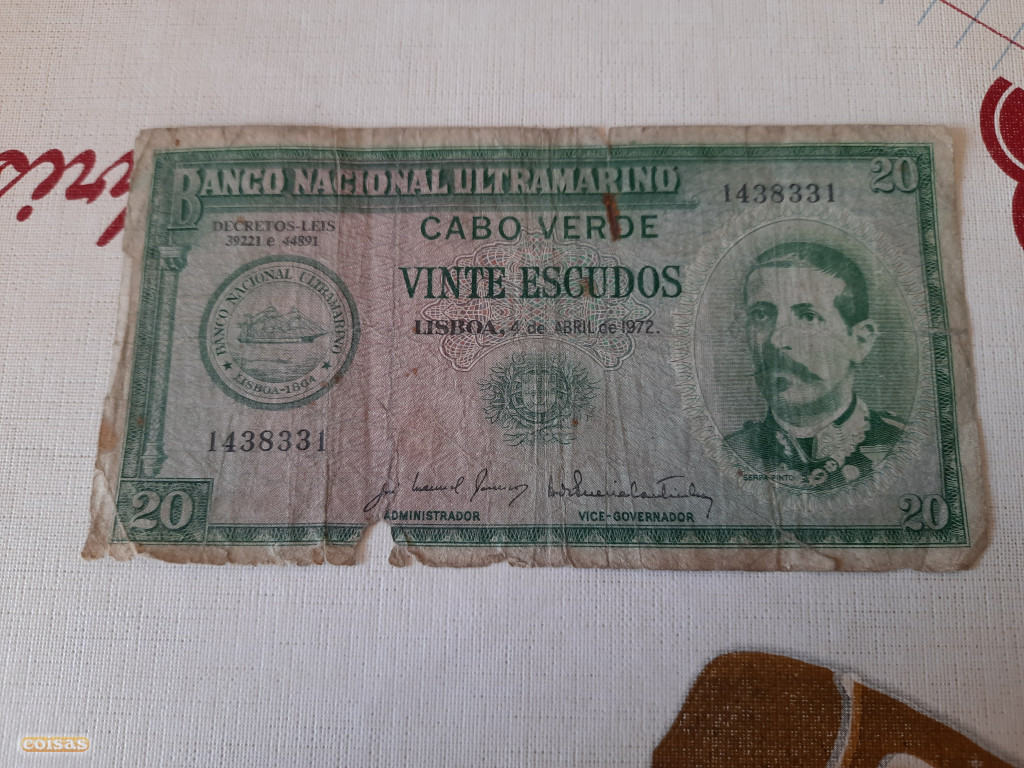 BANCO NACIONAL ULTRAMARINO
1438331
20
DECRETOS-LEIS
39221 e 44891
CABO VERDE
VINTE ESCUDOS
LISBOA, 4 de ABRIL de 1972.
BANCO NACIONAL ULTRAMARINO
LISBOA-1864
1438331
SERPA PINTO
20
ADMINISTRADOR
VICE-GOVERNADOR
20
coisas